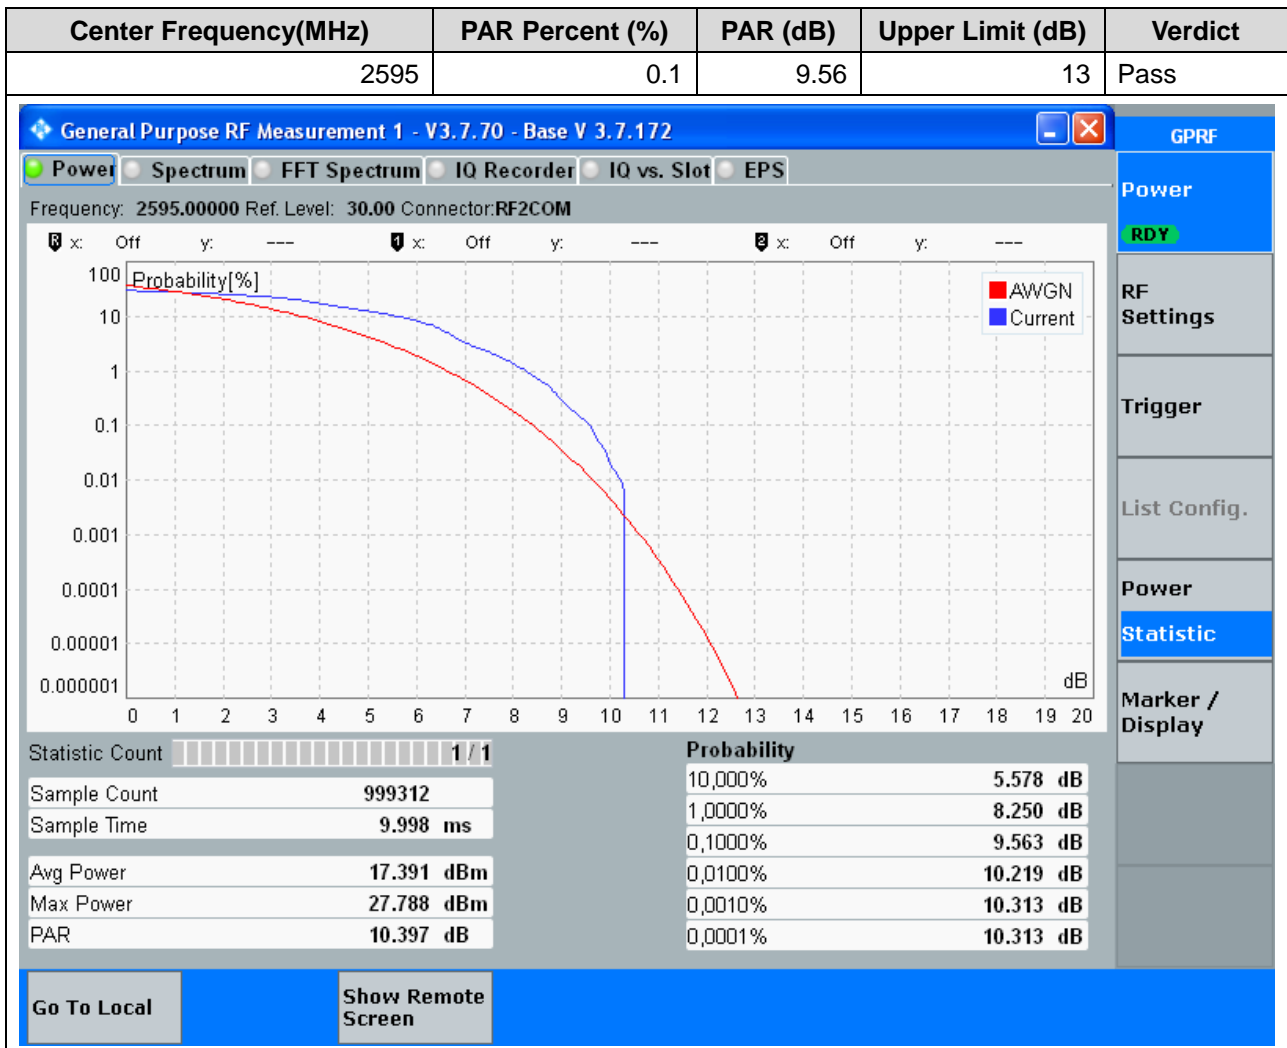 Center Frequency(MHz) PAR Percent (%) PAR (dB) Upper Limit (dB) Verdict
2595 0.1 9.56 13 Pass
General Purpose RF Measurement 1 - V3.7.70 - Base V 3.7.172
GPRF
Power Spectrum FFT Spectrum IQ Recorder IQ vs. Slot EPS
Power
RDY
Frequency: 2595.00000 Ref. Level: 30.00 Connector:RF2COM
R x: Off y: --- 1 x: Off y: --- 2 x: Off y: ---
Probability[%]
AWGN
Current
100
10
1
0.1
0.01
0.001
0.0001
0.00001
0.000001
dB
0 1 2 3 4 5 6 7 8 9 10 11 12 13 14 15 16 17 18 19 20
RF
Settings
Trigger
List Config.
Power
Statistic
Marker /
Display
Statistic Count 1 / 1
Sample Count 999312
Sample Time 9.998 ms
Avg Power 17.391 dBm
Max Power 27.788 dBm
PAR 10.397 dB
Probability
10,000% 5.578 dB
1,0000% 8.250 dB
0,1000% 9.563 dB
0,0100% 10.219 dB
0,0010% 10.313 dB
0,0001% 10.313 dB
Go To Local
Show Remote
Screen